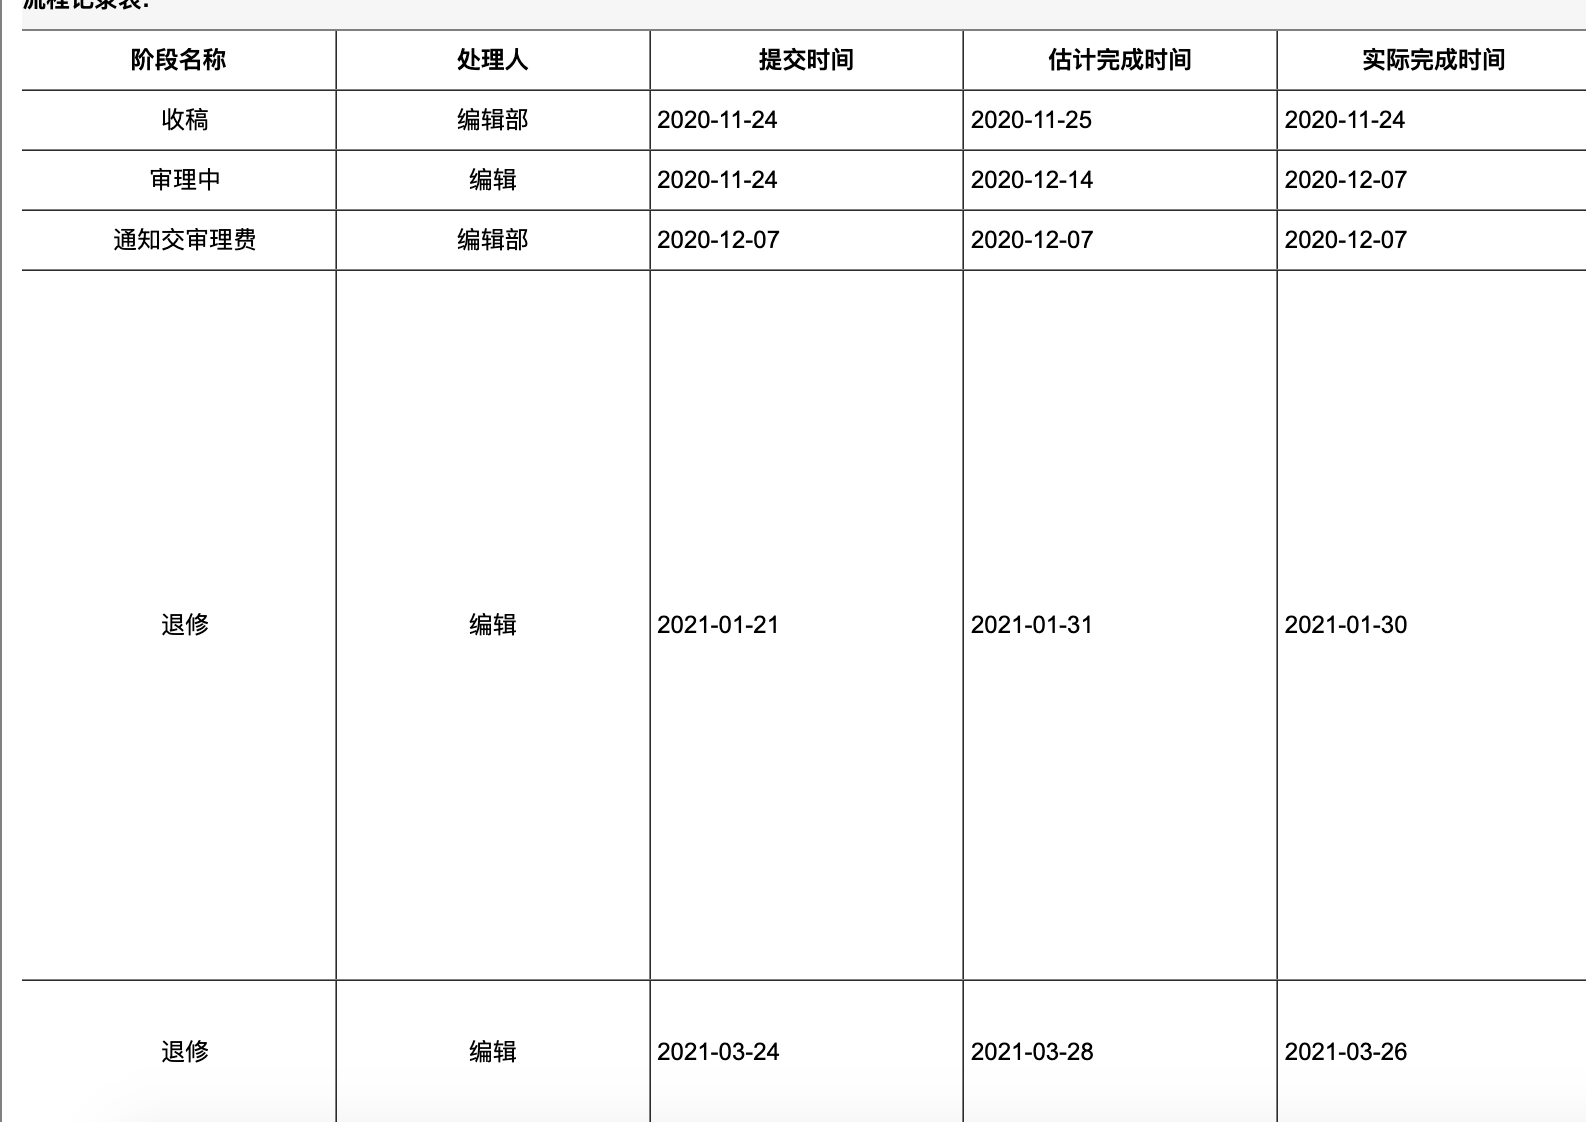 流程记录表:
阶段名称 处理人 提交时间 估计完成时间 实际完成时间
收稿 编辑部 2020-11-24 2020-11-25 2020-11-24
审理中 编辑 2020-11-24 2020-12-14 2020-12-07
通知交审理费 编辑部 2020-12-07 2020-12-07 2020-12-07
退修 编辑 2021-01-21 2021-01-31 2021-01-30
退修 编辑 2021-03-24 2021-03-28 2021-03-26